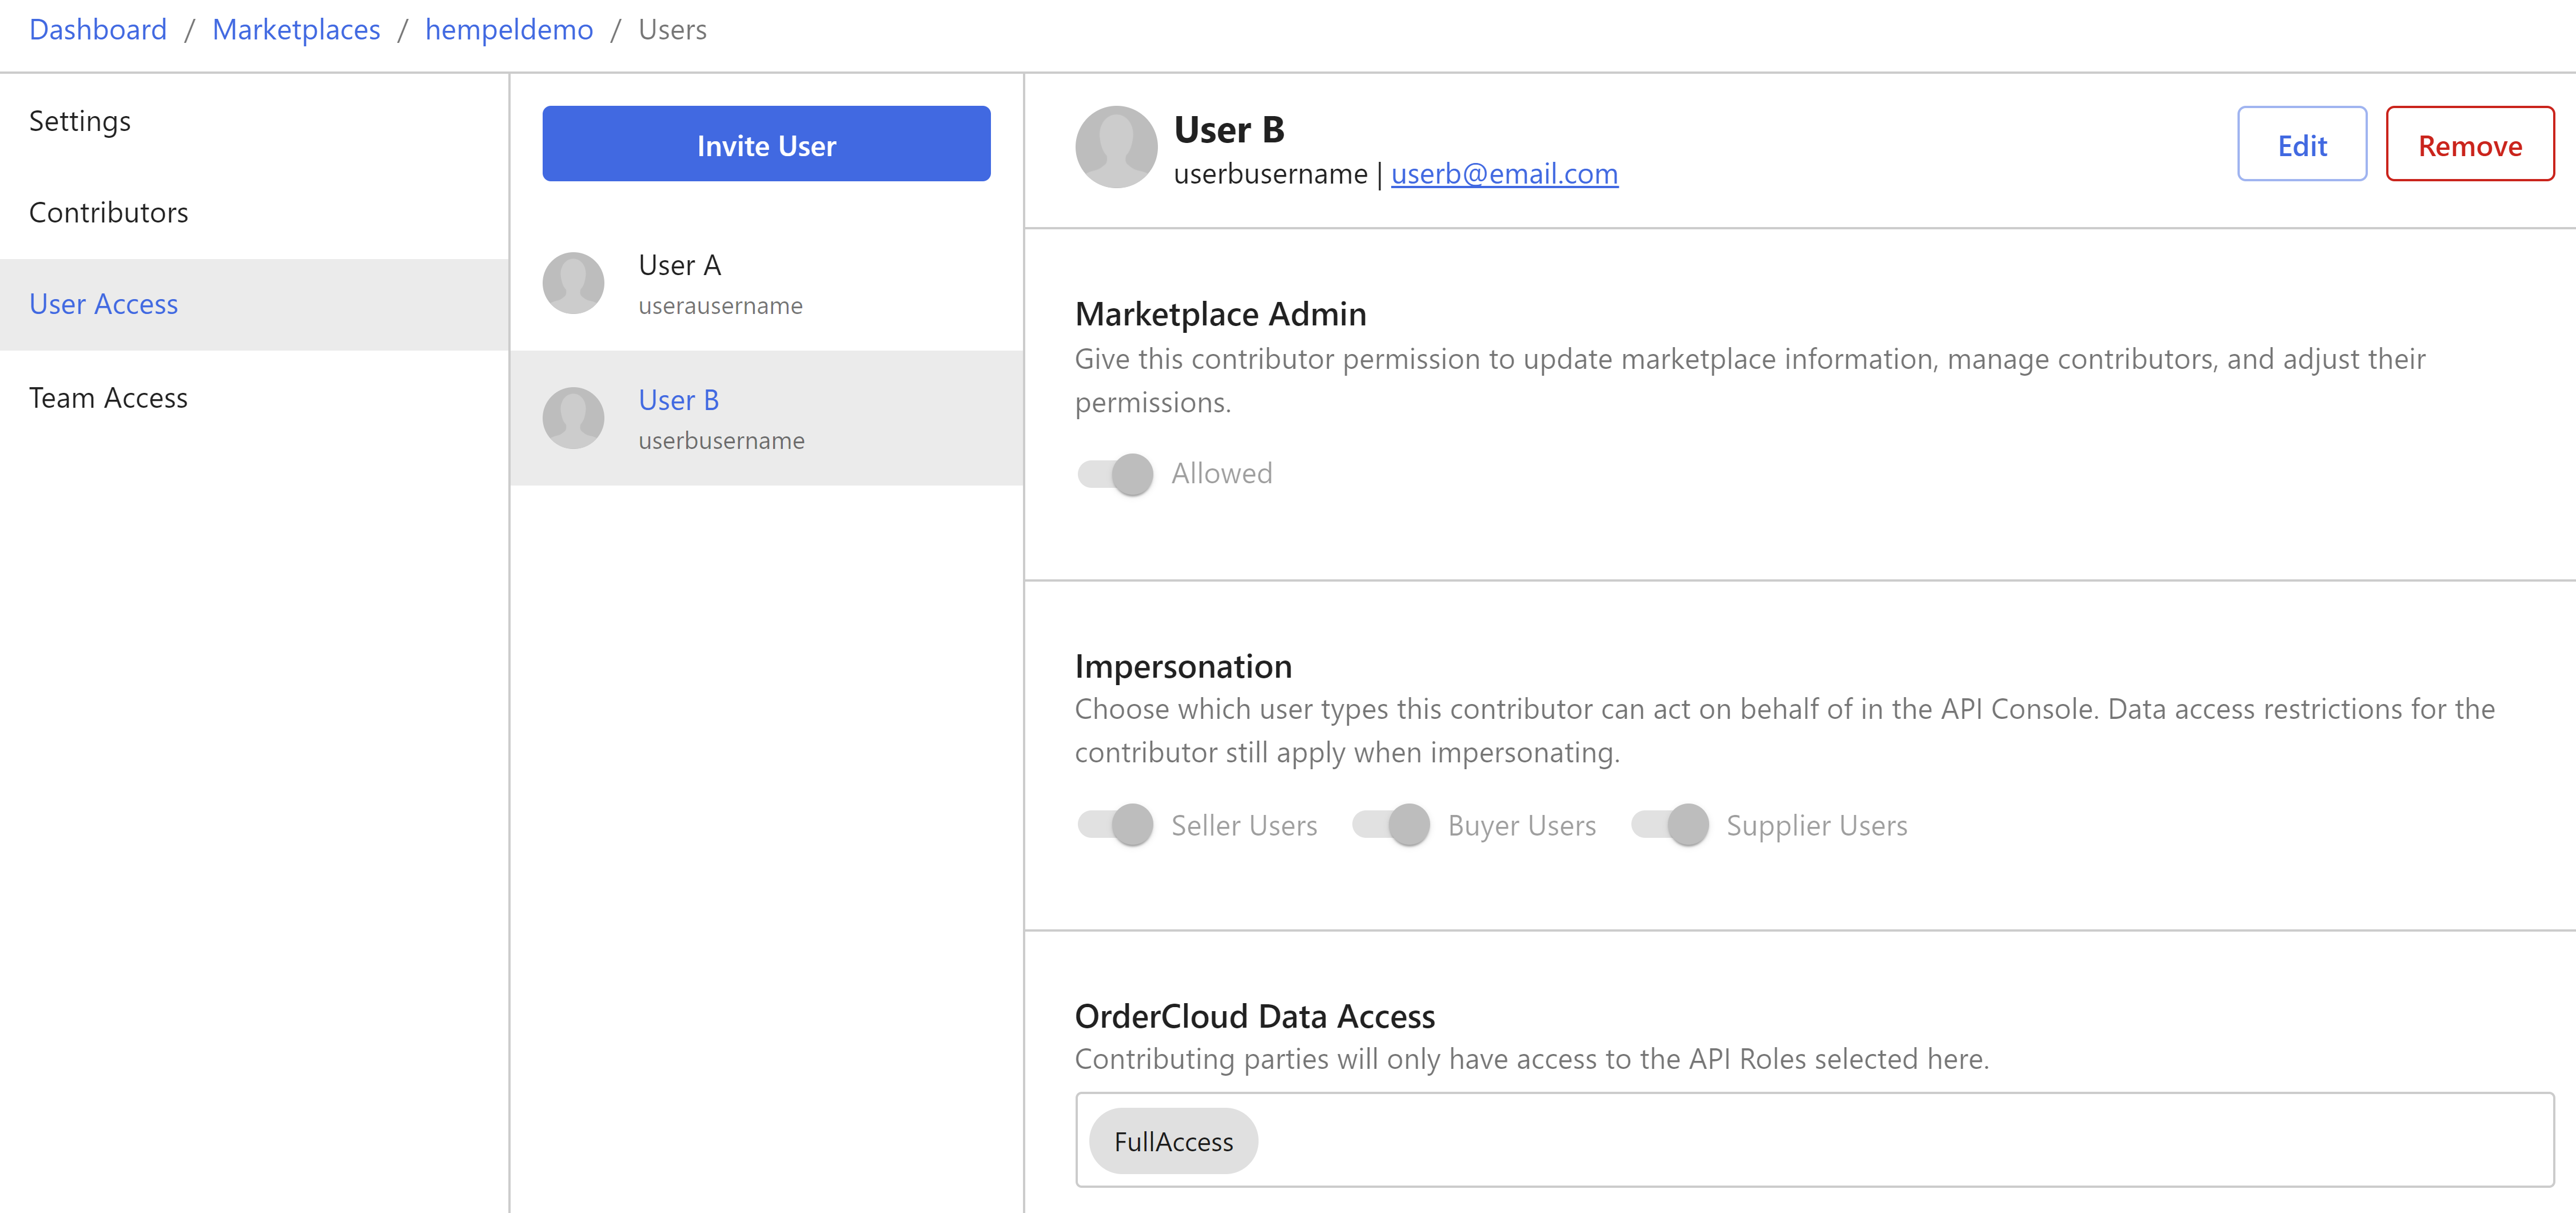 Dashboard / Marketplaces / hempeldemo / Users
Settings
Contributors
User Access
Team Access
Invite User
User A
userausername
User B
userbusername
User B
userbusername | userb@email.com
Edit
Remove
Marketplace Admin
Give this contributor permission to update marketplace information, manage contributors, and adjust their
permissions.
Allowed
Impersonation
Choose which user types this contributor can act on behalf of in the API Console. Data access restrictions for the
contributor still apply when impersonating.
Seller Users Buyer Users Supplier Users
OrderCloud Data Access
Contributing parties will only have access to the API Roles selected here.
FullAccess